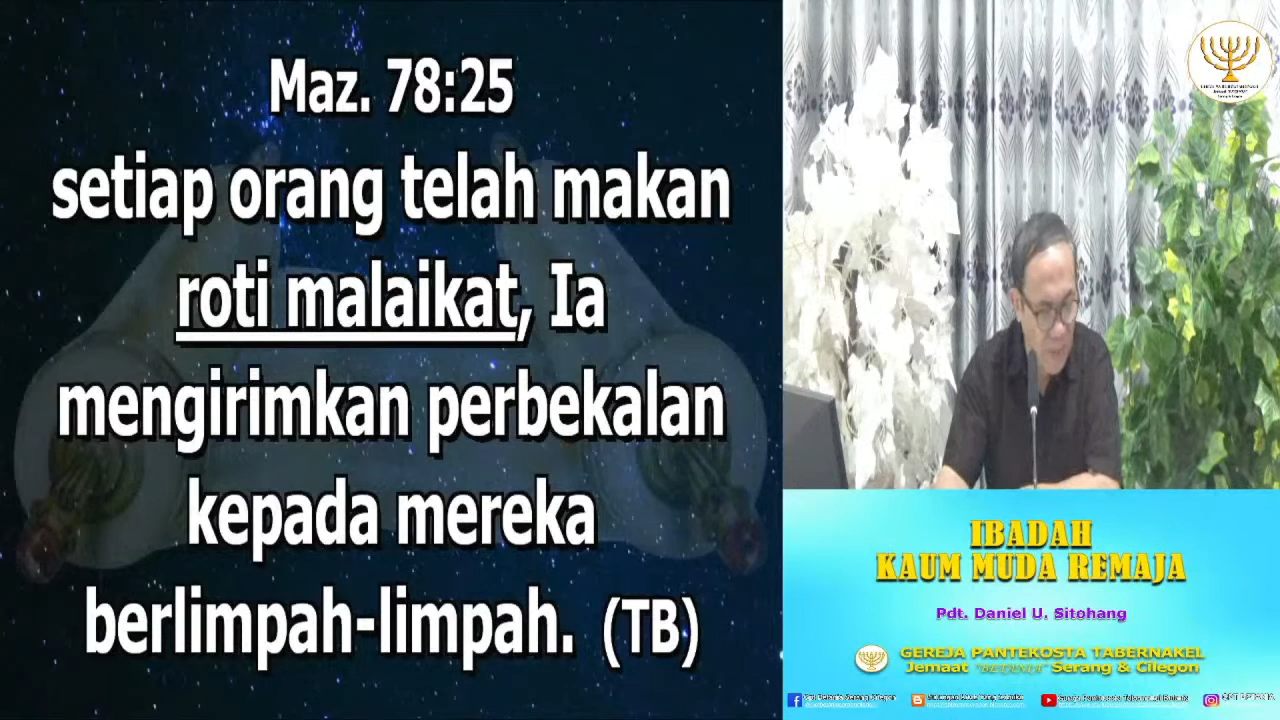 Maz. 78:25
setiap orang telah makan
roti malaikat, Ia
mengirimkan perbekalan
kepada mereka
berlimpah-limpah. (TB)
IBADAH
KAUM MUDA REMAJA
Pdt. Daniel U. Sitohang
GEREJA PANTEKOSTA TABERNAKEL
Jemaat "BETANIA" Serang & Cilegon